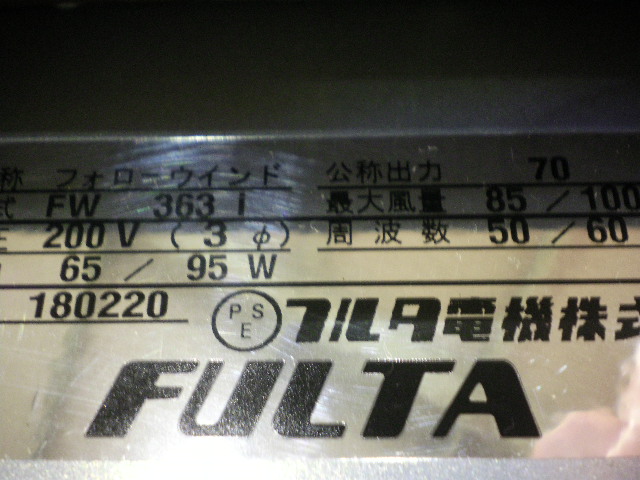 称 フォローウインド 公称出力 70
式 FW 363 I 最大風量 85 / 100
200V (3φ) 周波数 50 / 60
65 / 95 W
180220 PSE フルタ電機株式
FULTA